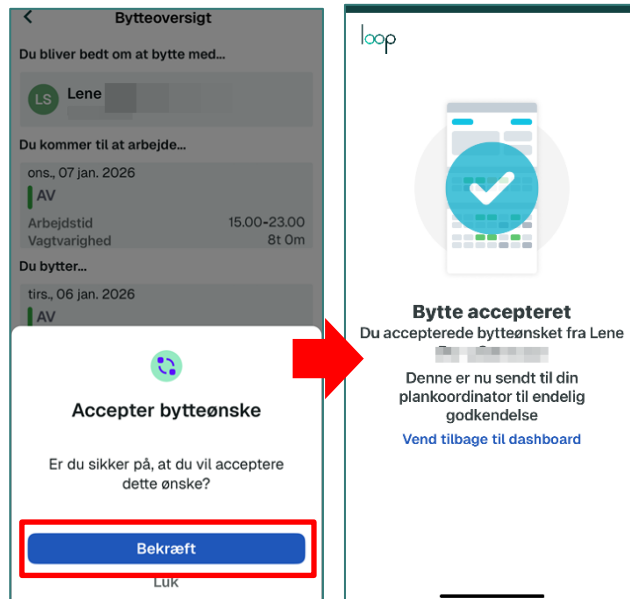 Bytteoversigt
Du bliver bedt om at bytte med...
LS
Lene
Du kommer til at arbejde...
ons., 07 jan. 2026
AV
Arbejdstid 15.00-23.00
Vagtvarighed 8t 0m
Du bytter...
tirs., 06 jan. 2026
AV
Accepter bytteønske
Er du sikker på, at du vil acceptere
dette ønske?
Bekræft
Luk
loop
Bytte accepteret
Du accepterede bytteønsket fra Lene
Denne er nu sendt til din
plankoordinator til endelig
godkendelse
Vend tilbage til dashboard